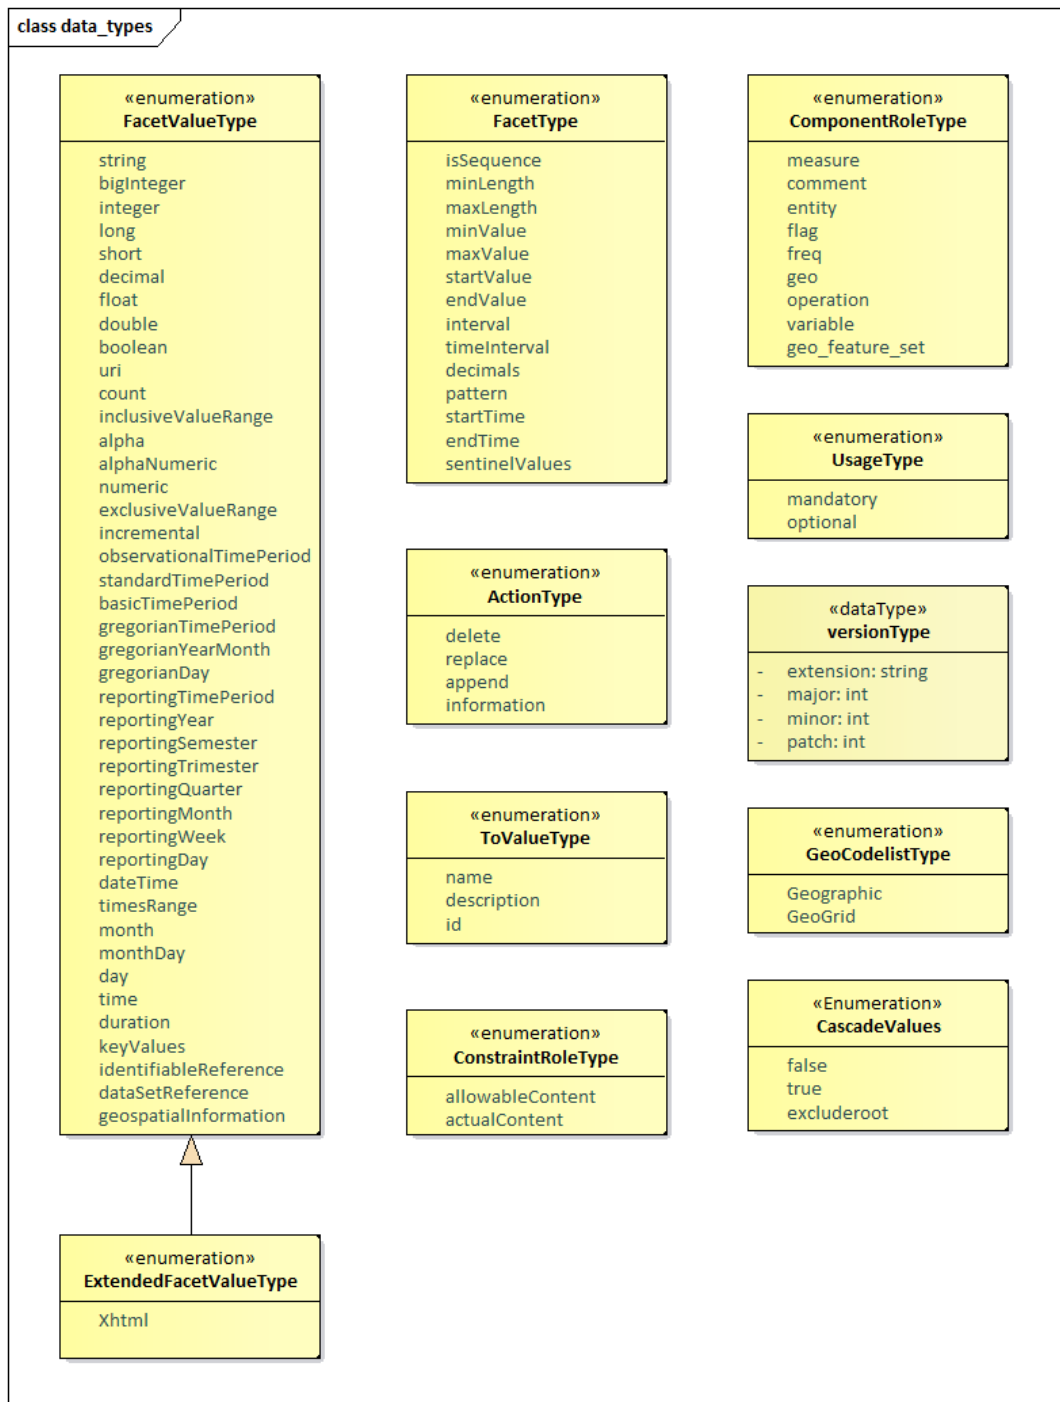 class data_types
«enumeration»
FacetValueType
string
bigInteger
integer
long
short
decimal
float
double
boolean
uri
count
inclusiveValueRange
alpha
alphaNumeric
numeric
exclusiveValueRange
incremental
observationalTimePeriod
standardTimePeriod
basicTimePeriod
gregorianTimePeriod
gregorianYearMonth
gregorianDay
reportingTimePeriod
reportingYear
reportingSemester
reportingTrimester
reportingQuarter
reportingMonth
reportingWeek
reportingDay
dateTime
timesRange
month
monthDay
day
time
duration
keyValues
identifiableReference
dataSetReference
geospatialInformation
«enumeration»
ExtendedFacetValueType
Xhtml
«enumeration»
FacetType
isSequence
minLength
maxLength
minValue
maxValue
startValue
endValue
interval
timeInterval
decimals
pattern
startTime
endTime
sentinelValues
«enumeration»
ActionType
delete
replace
append
information
«enumeration»
ToValueType
name
description
id
«enumeration»
ConstraintRoleType
allowableContent
actualContent
«enumeration»
ComponentRoleType
measure
comment
entity
flag
freq
geo
operation
variable
geo_feature_set
«enumeration»
UsageType
mandatory
optional
«dataType»
versionType
- extension: string
- major: int
- minor: int
- patch: int
«enumeration»
GeoCodelistType
Geographic
GeoGrid
«Enumeration»
CascadeValues
false
true
excluderoot